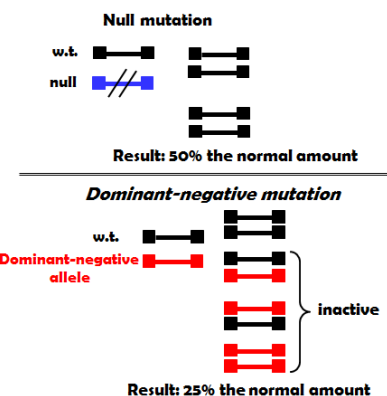 Null mutation
w.t.
null
Result: 50% the normal amount
Dominant-negative mutation
w.t.
Dominant-negative
allele
inactive
Result: 25% the normal amount